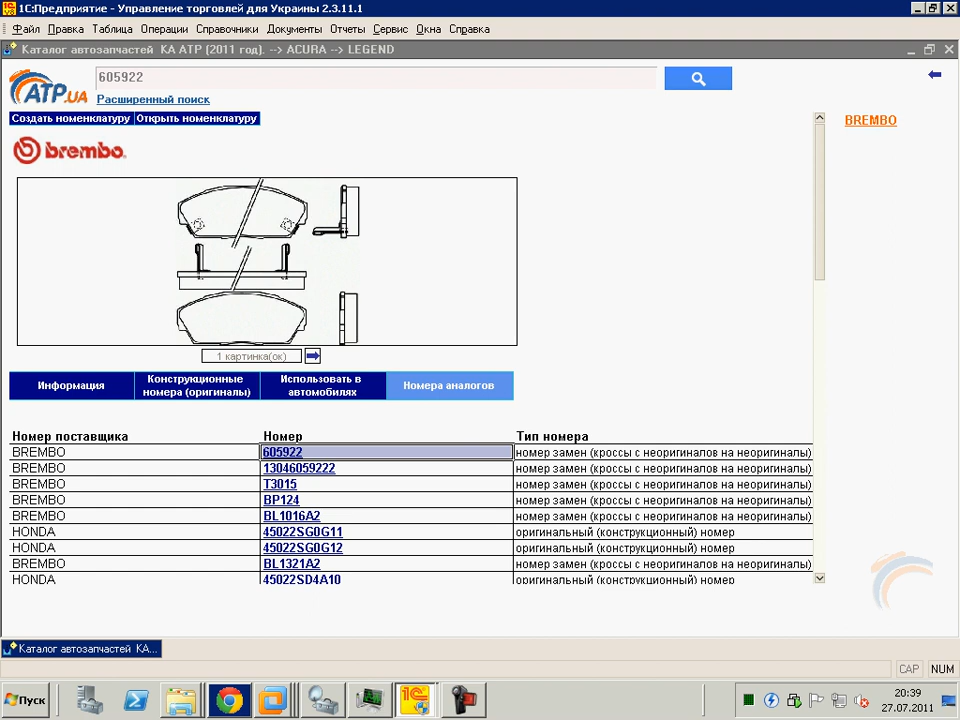 1С:Предприятие - Управление торговлей для Украины 2.3.11.1
Файл Правка Таблица Операции Справочники Документы Отчеты Сервис Окна Справка
Каталог автозапчастей KA ATP (2011 год). --> ACURA --> LEGEND
ATP.UA
605922
Расширенный поиск
Создать номенклатуру Открыть номенклатуру
BREMBO
brembo
1 картинка(ок)
Информация
Конструкционные номера (оригиналы)
Использовать в автомобилях
Номера аналогов
Номер поставщика Номер Тип номера
BREMBO 605922 номер замен (кроссы с неоригиналов на неоригиналы)
BREMBO 13046059222 номер замен (кроссы с неоригиналов на неоригиналы)
BREMBO T3015 номер замен (кроссы с неоригиналов на неоригиналы)
BREMBO BP124 номер замен (кроссы с неоригиналов на неоригиналы)
BREMBO BL1016A2 номер замен (кроссы с неоригиналов на неоригиналы)
HONDA 45022SG0G11 оригинальный (конструкционный) номер
HONDA 45022SG0G12 оригинальный (конструкционный) номер
BREMBO BL1321A2 номер замен (кроссы с неоригиналов на неоригиналы)
HONDA 45022SD4A10 оригинальный (конструкционный) номер
Каталог автозапчастей KA...
CAP NUM
Пуск
1С
20:39
27.07.2011